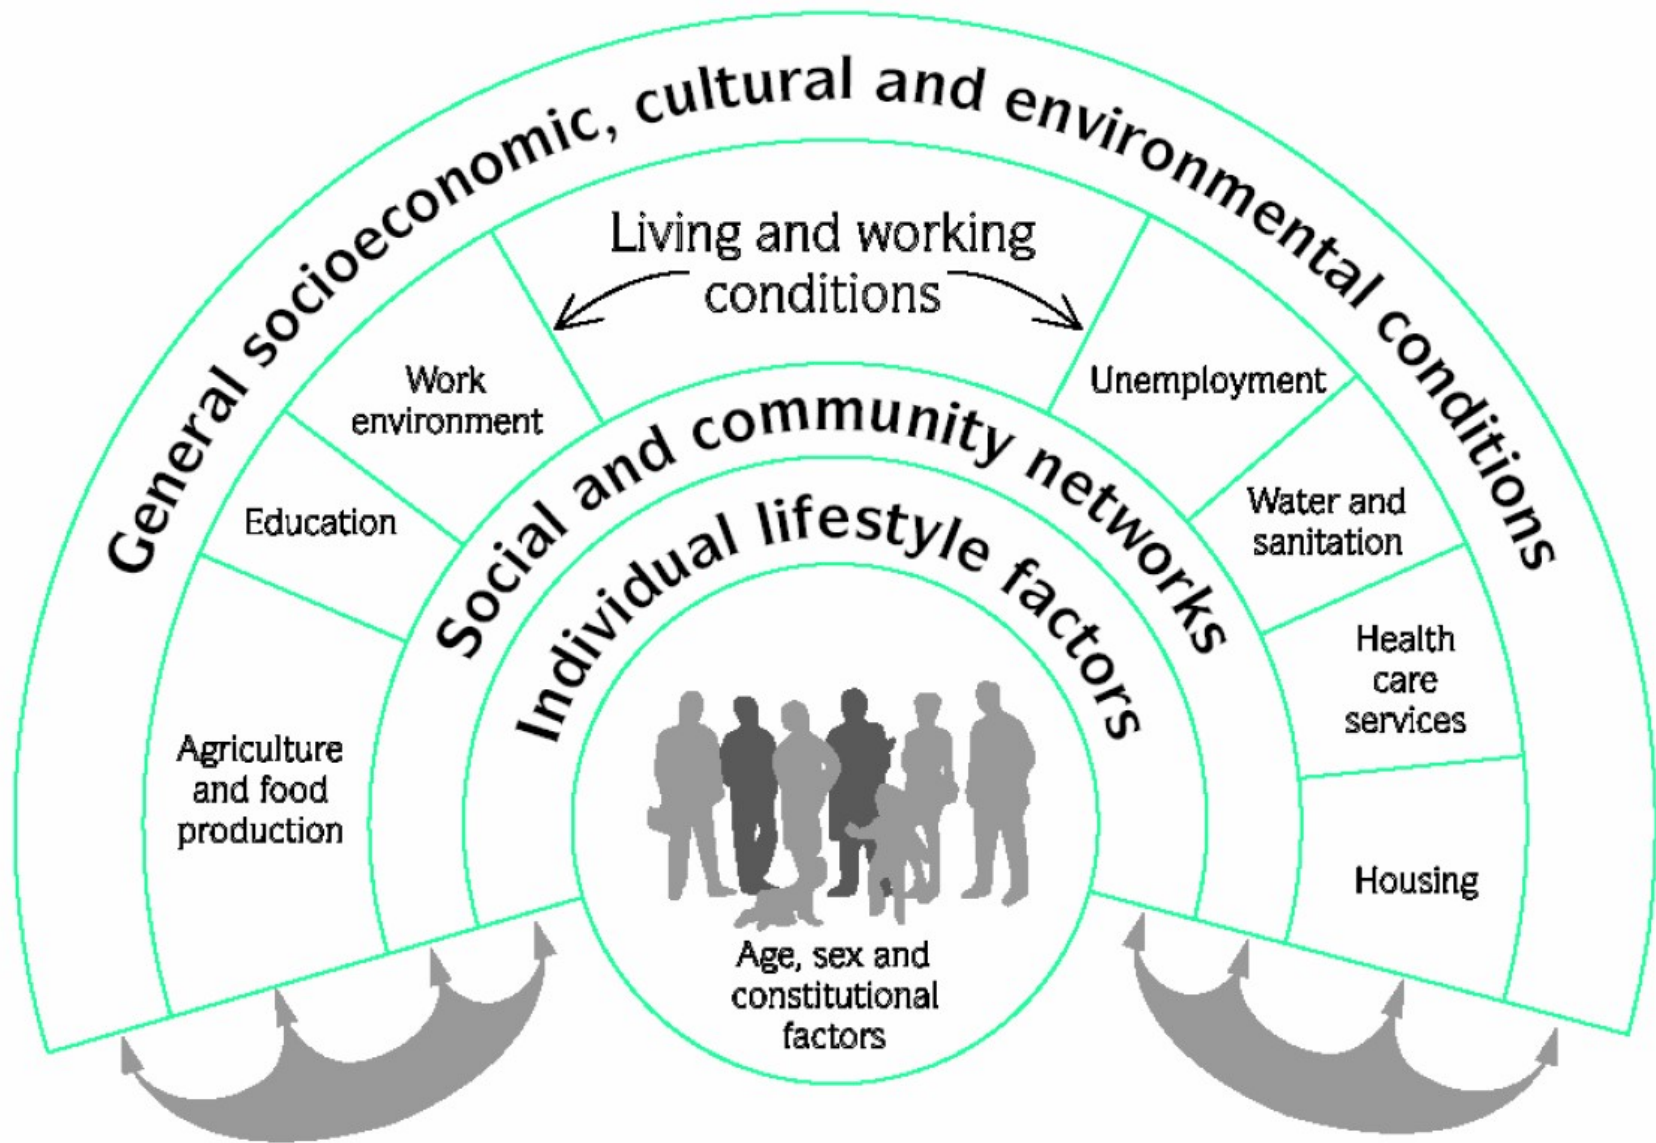 General socioeconomic, cultural and environmental conditions
Living and working
conditions
Work
environment
Unemployment
Education
Water and
sanitation
Agriculture
and food
production
Health
care
services
Housing
Social and community networks
Individual lifestyle factors
Age, sex and
constitutional
factors